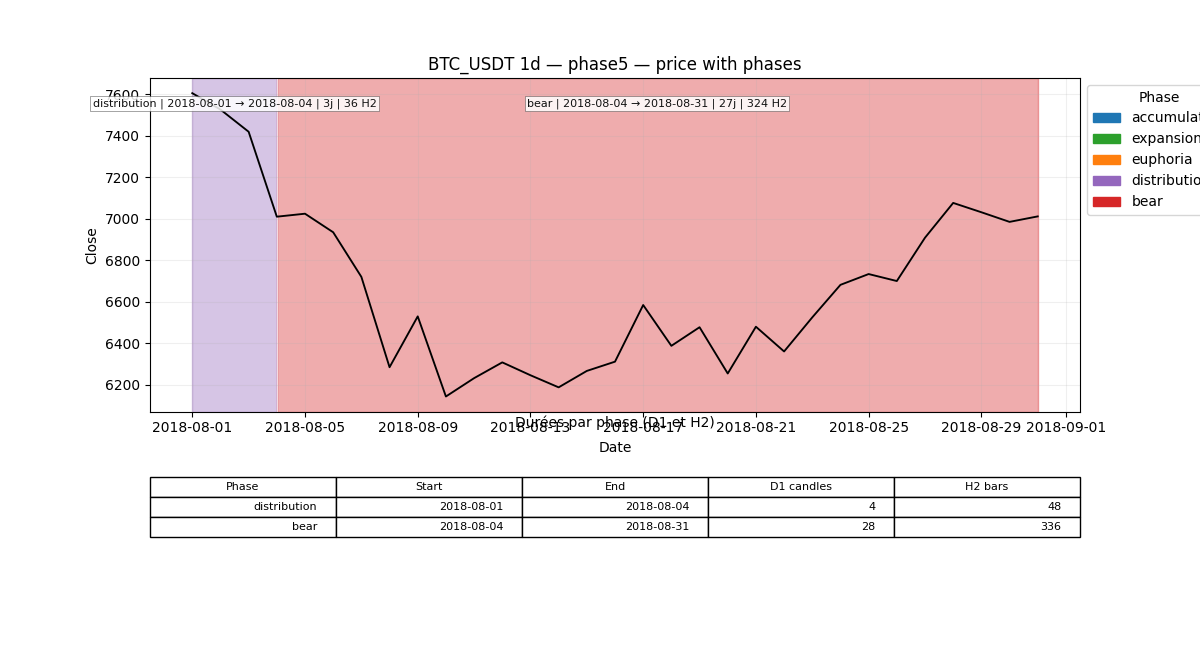 BTC_USDT 1d — phase5 — price with phases
distribution | 2018-08-01 → 2018-08-04 | 3j | 36 H2
bear | 2018-08-04 → 2018-08-31 | 27j | 324 H2
Close
7600
7400
7200
7000
6800
6600
6400
6200
2018-08-01 2018-08-05 2018-08-09 2018-08-13 2018-08-17 2018-08-21 2018-08-25 2018-08-29 2018-09-01
Date
Phase
accumulat
expansion
euphoria
distributio
bear
Durées par phase (D1 et H2)
Phase Start End D1 candles H2 bars
distribution 2018-08-01 2018-08-04 4 48
bear 2018-08-04 2018-08-31 28 336